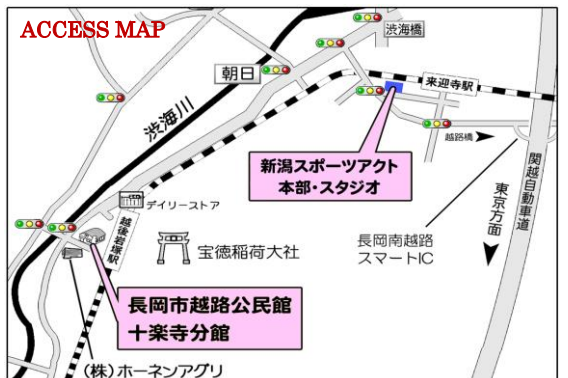 ACCESS MAP
渋海橋
朝日
来迎寺駅
渋海川
越路橋
新潟スポーツアクト
本部・スタジオ
関越自動車道
東京方面
デイリーストア
越後岩塚駅
宝徳稲荷大社
長岡南越路
スマートIC
長岡市越路公民館
十楽寺分館
(株)ホーネンアグリ